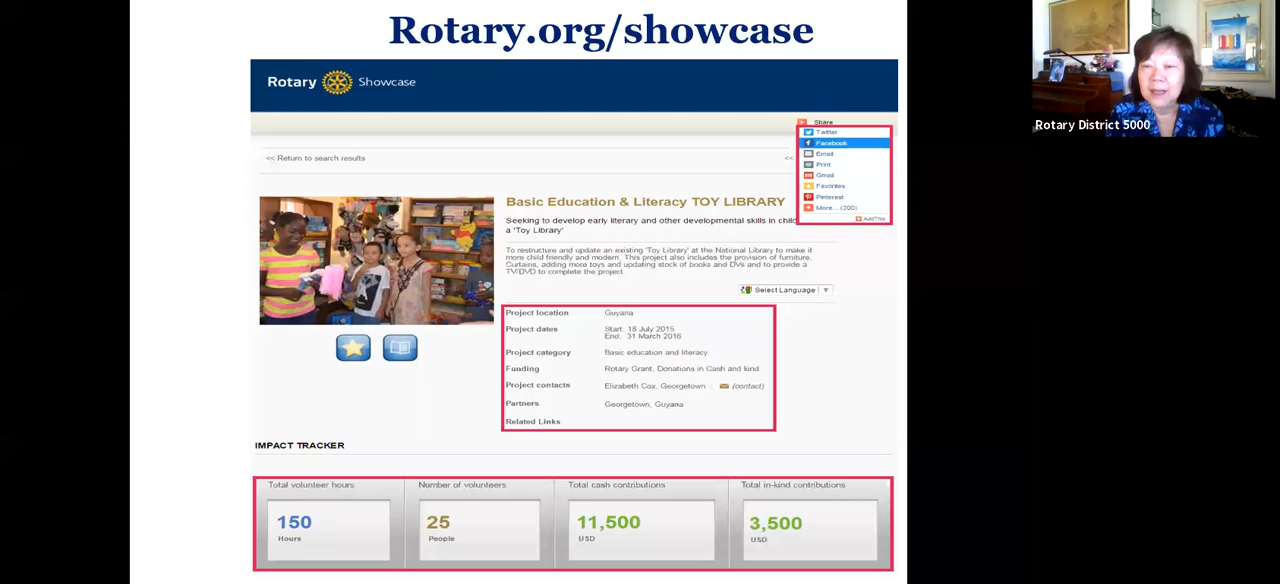 Rotary.org/showcase
Rotary Showcase
Share
Twitter
Facebook
Email
Print
Gmail
Favorites
Pinterest
More... (200)
AddThis
<< Return to search results
<<
Basic Education & Literacy TOY LIBRARY
Seeking to develop early literary and other developmental skills in child
a 'Toy Library'
To restructure and update an existing 'Toy Library' at the National Library to make it
more child friendly and modern. This project also includes the provision of furniture,
Curtains, adding more toys and updating stock of books and DVs and to provide a
TV/DVD to complete the project.
Select Language
Project location Guyana
Project dates Start: 18 July 2015
End: 31 March 2016
Project category Basic education and literacy
Funding Rotary Grant, Donations in Cash and kind
Project contacts Elizabeth Cox, Georgetown (contact)
Partners Georgetown, Guyana
Related Links
IMPACT TRACKER
Total volunteer hours Number of volunteers Total cash contributions Total in-kind contributions
150 25 11,500 3,500
Hours People USD USD
Rotary District 5000